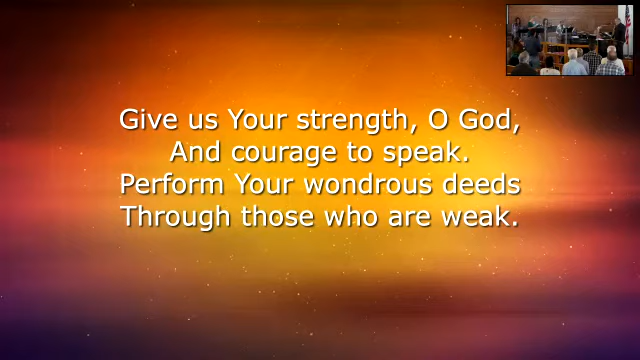 Give us Your strength, O God,
And courage to speak.
Perform Your wondrous deeds
Through those who are weak.